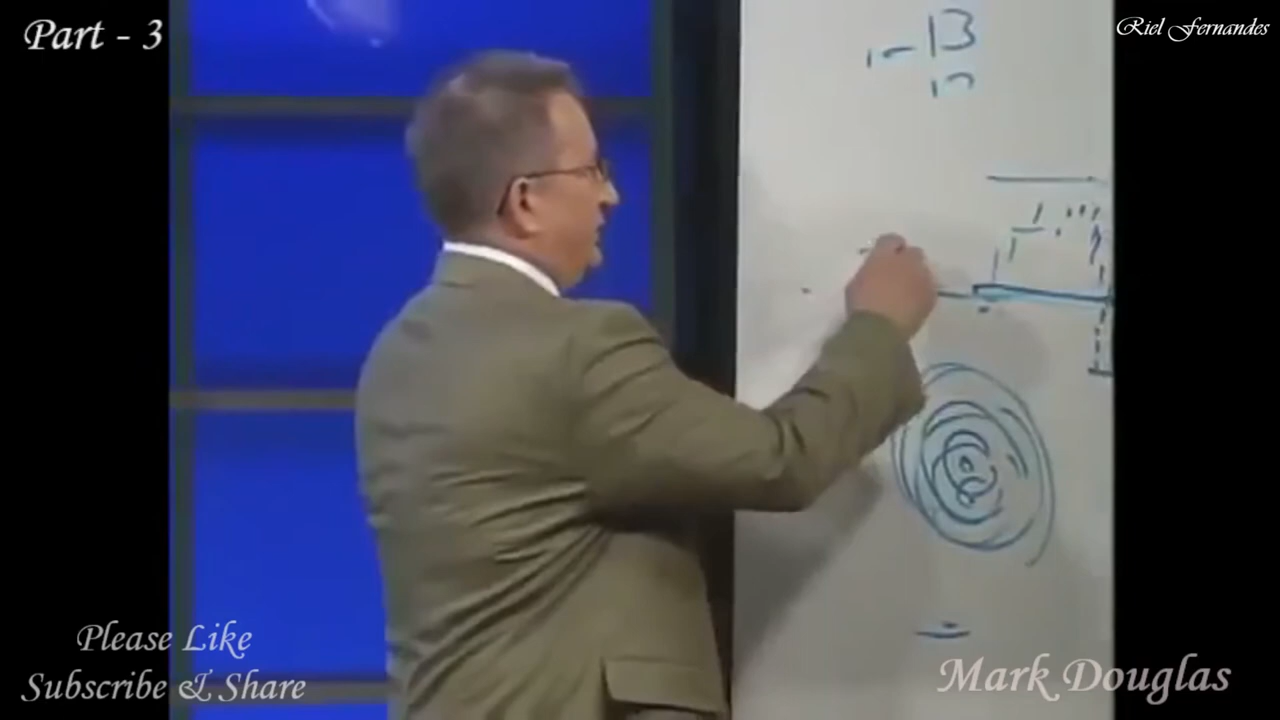 Part - 3
Riel Fernandes
13
Please Like
Subscribe & Share
Mark Douglas